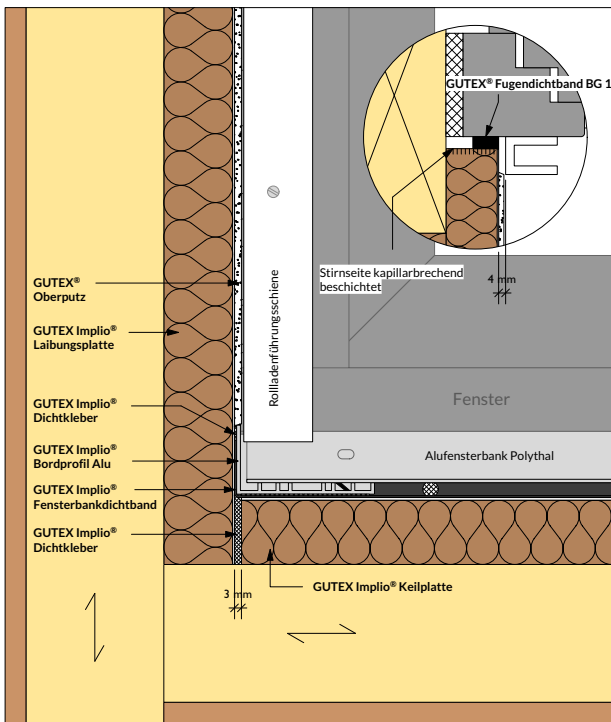 GUTEX® Fugendichtband BG 1
Stirnseite kapillarbrechend
beschichtet
4 mm
GUTEX®
Oberputz
GUTEX Implio®
Laibungsplatte
Rollladenführungsschiene
GUTEX Implio®
Dichtkleber
Fenster
GUTEX Implio®
Bordprofil Alu
Alufensterbank Polythal
GUTEX Implio®
Fensterbankdichtband
GUTEX Implio®
Dichtkleber
GUTEX Implio® Keilplatte
3 mm